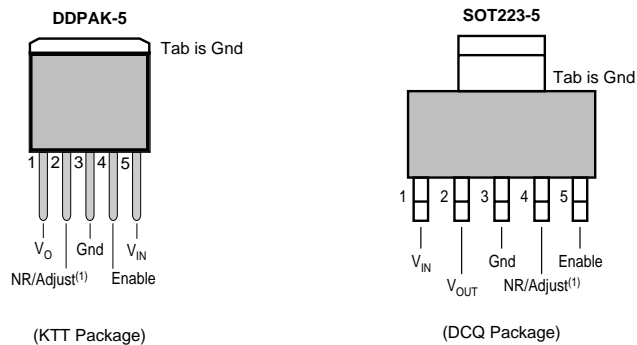 DDPAK-5
Tab is Gnd
1 2 3 4 5
V_O Gnd V_IN
NR/Adjust(1) Enable
(KTT Package)
SOT223-5
Tab is Gnd
1 2 3 4 5
V_IN Gnd Enable
V_OUT NR/Adjust(1)
(DCQ Package)